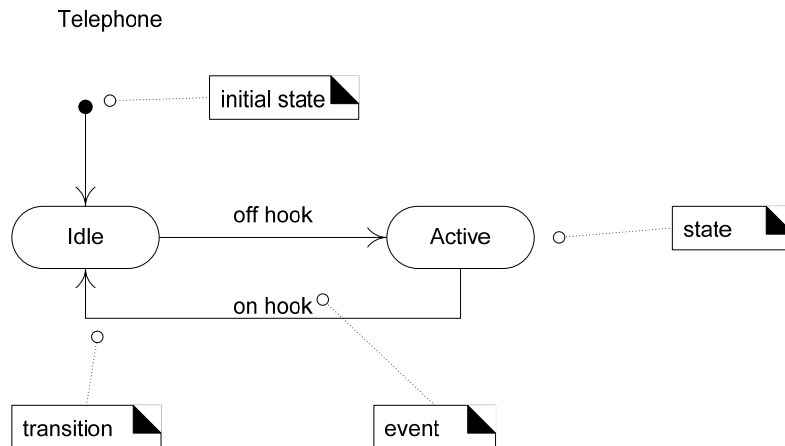 Telephone
initial state
off hook
Idle
Active
state
on hook
transition
event